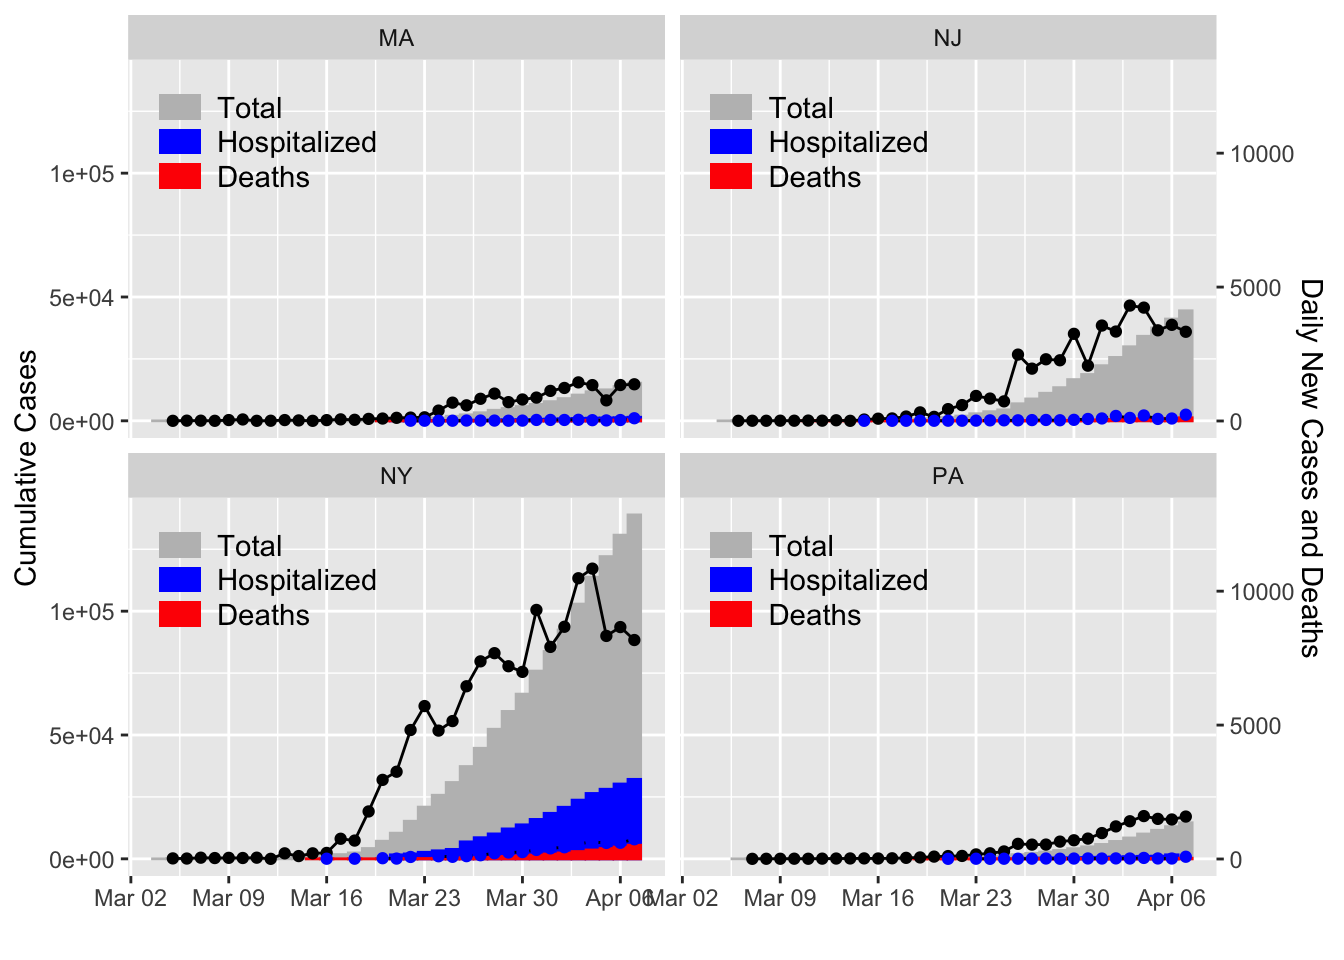 MA
NJ
Total
Hospitalized
Deaths
Total
Hospitalized
Deaths
1e+05
5e+04
0e+00
10000
5000
0
Cumulative Cases
Daily New Cases and Deaths
NY
PA
Total
Hospitalized
Deaths
Total
Hospitalized
Deaths
1e+05
5e+04
0e+00
10000
5000
0
Mar 02 Mar 09 Mar 16 Mar 23 Mar 30 Apr 06 Mar 02 Mar 09 Mar 16 Mar 23 Mar 30 Apr 06